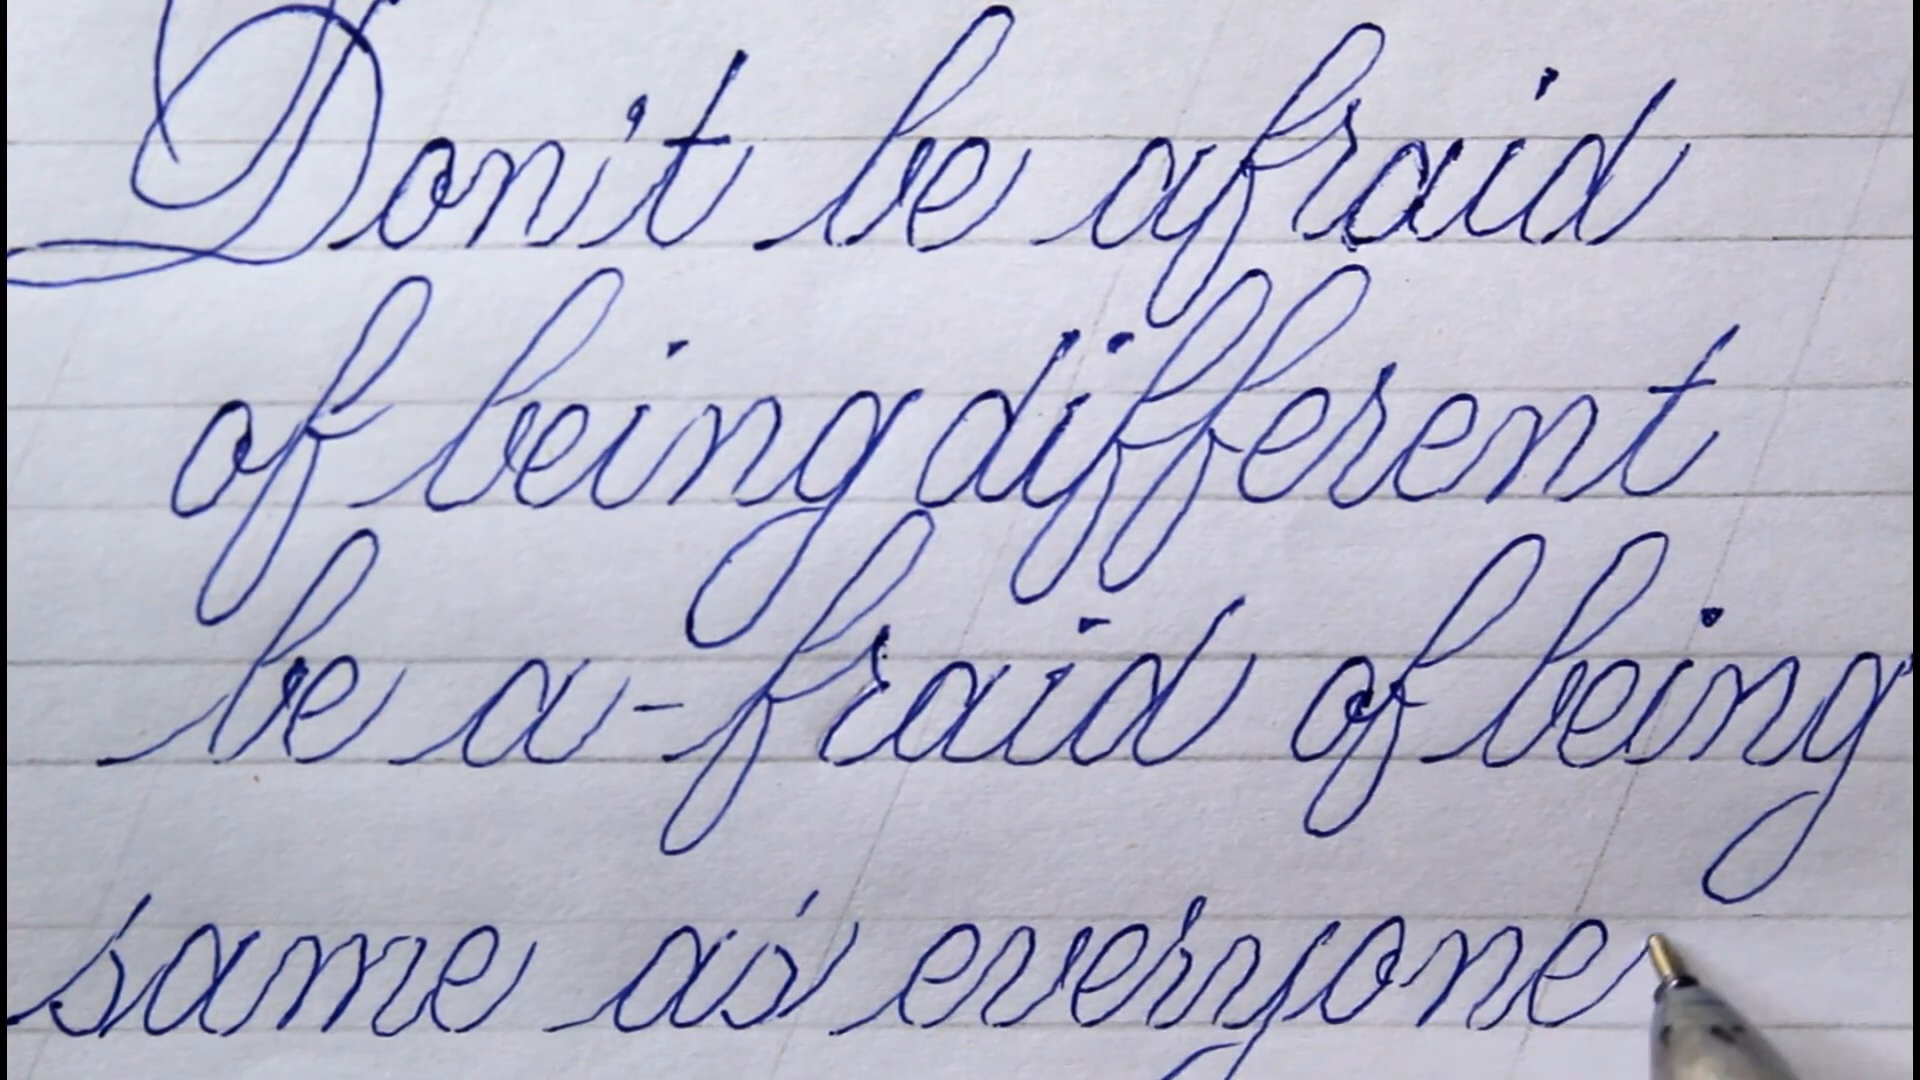 Don't be afraid
of being different
be a-fraid of being
same as everyone